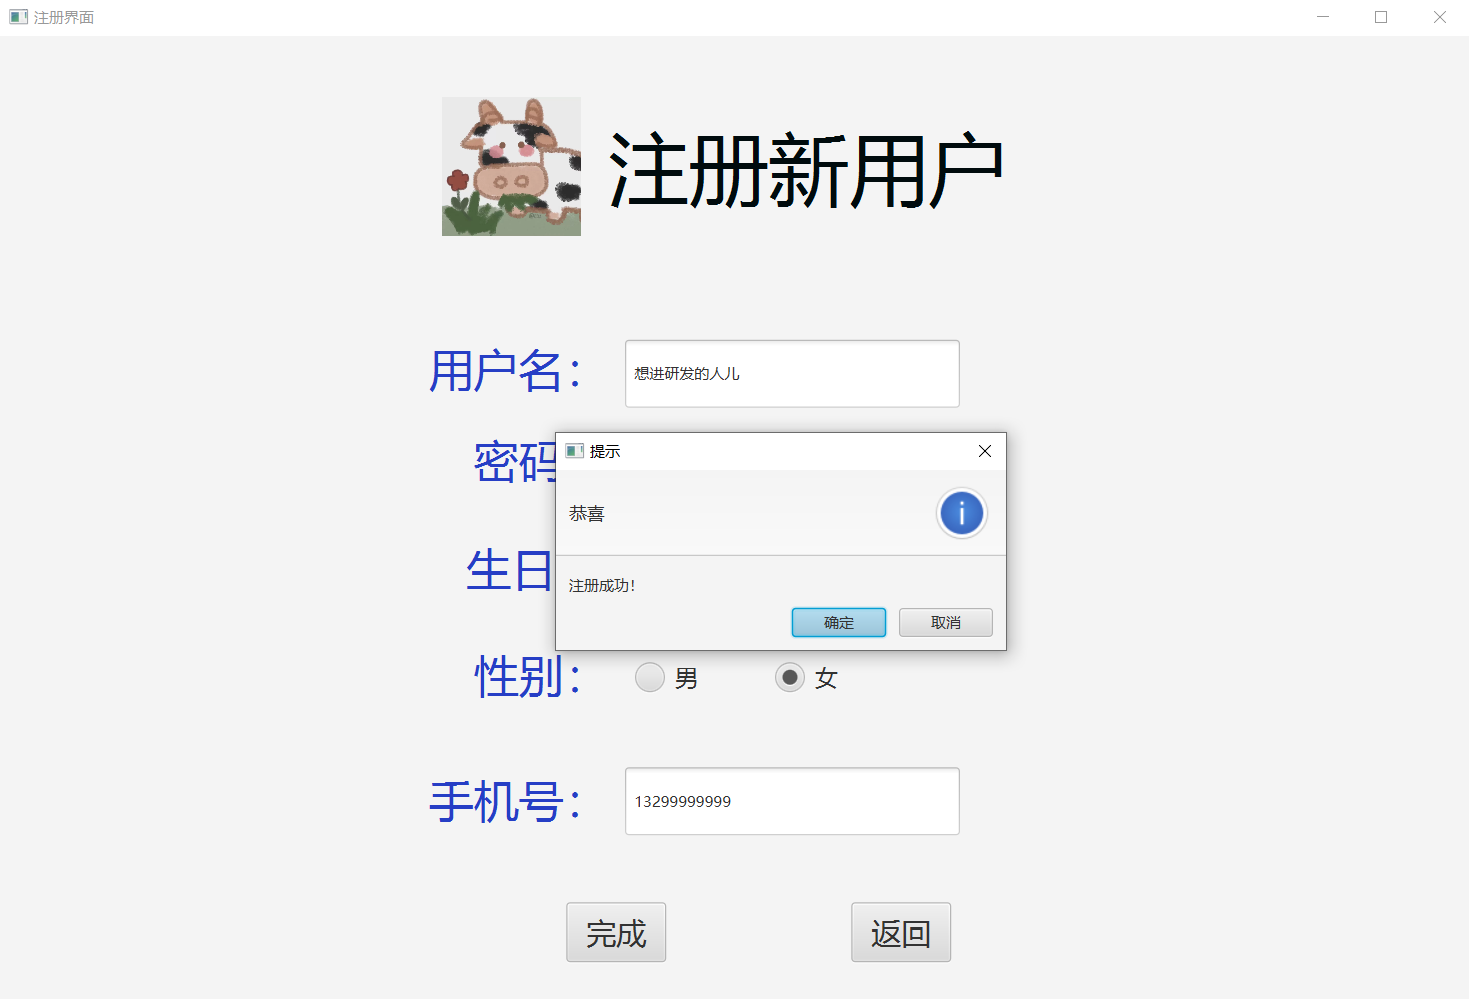 注册界面
注册新用户
用户名：
想进研发的人儿
密码
提示
恭喜
生日
注册成功！
确定 取消
性别： 男 女
手机号：
13299999999
完成 返回